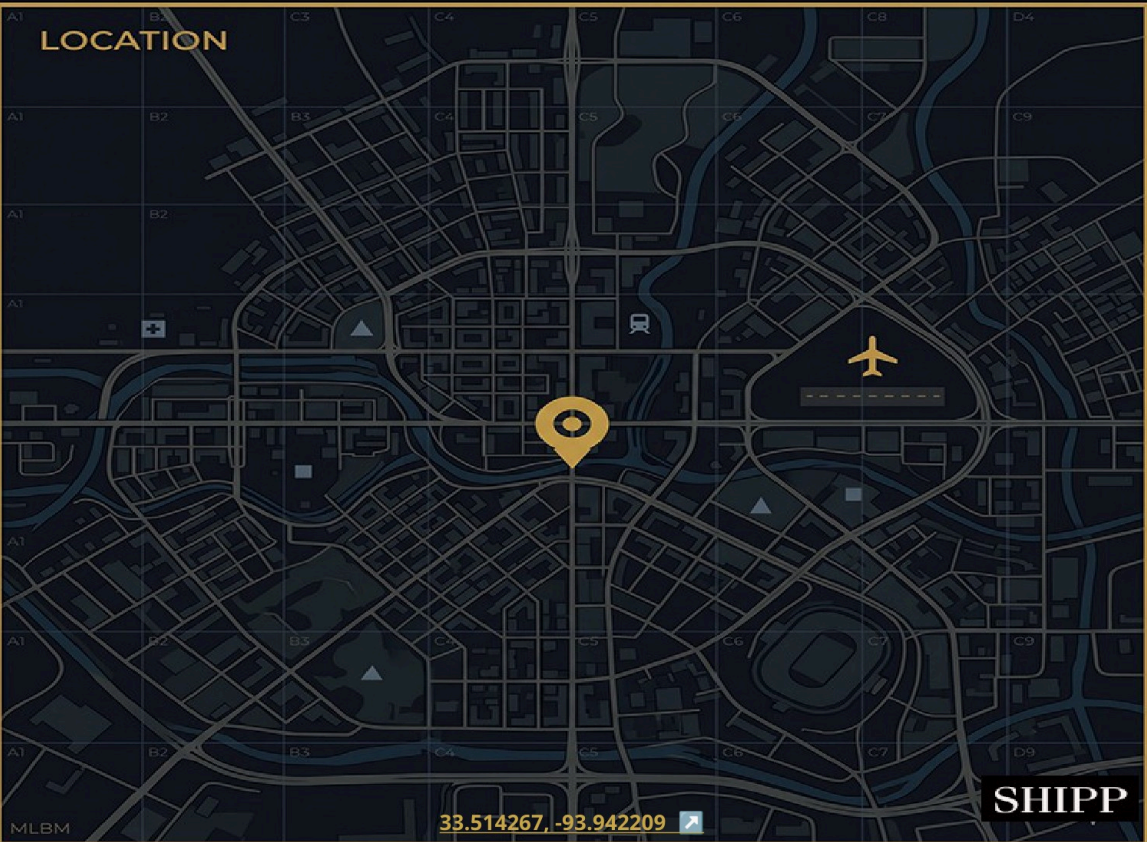 A1 B2 C3 C4 C5 C6 C8 D4
LOCATION
A1 B2 B3 C4 C5 C6 C7 C9
A1 B2
A1
A1
A1 B2 B3 C4 C5 C6 C7 C9
A1 B2 B3 C4 C5 C6 C7 D9
SHIPP
33.514267, -93.942209
MLBM